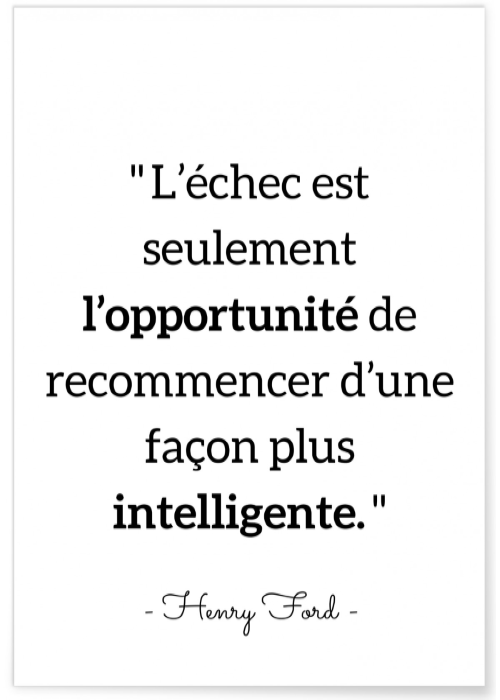 "L’échec est
seulement
l’opportunité de
recommencer d’une
façon plus
intelligente."
- Henry Ford -